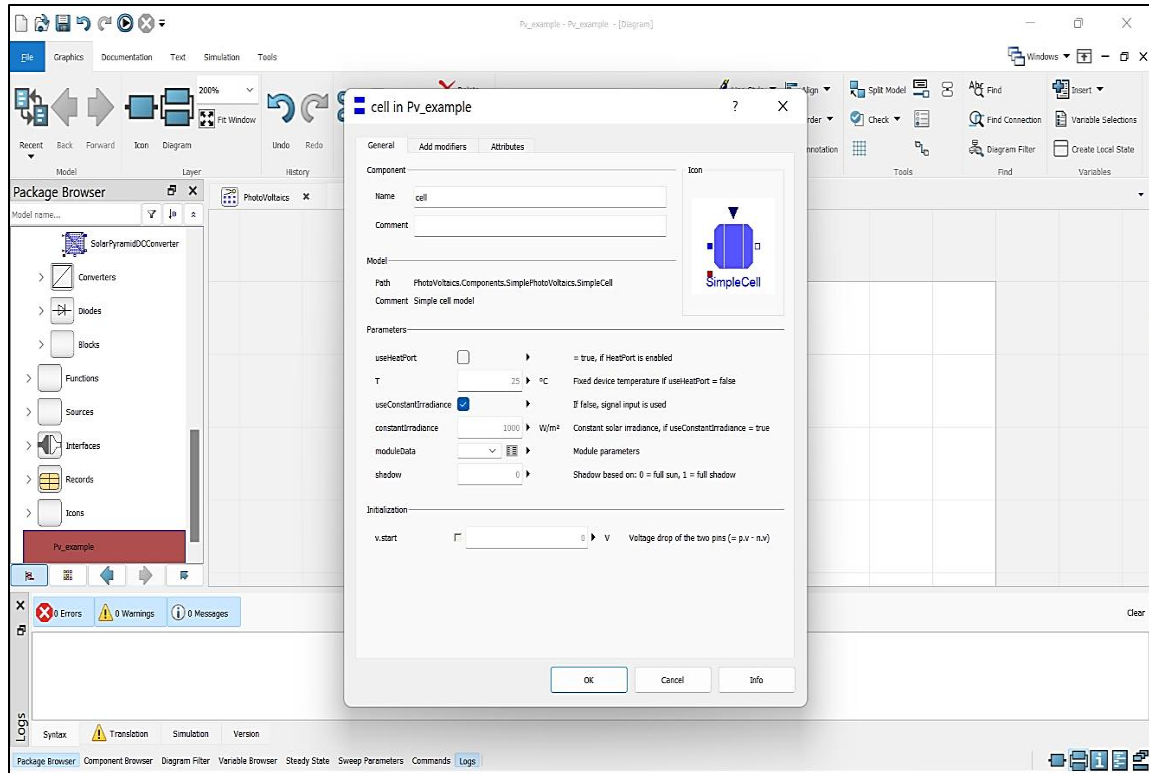 Pv_example - Pv_example - [Diagram]
File Graphics Documentation Text Simulation Tools Windows
200% Fit Window
Split Model Find Insert
Check Find Connection Variable Selections
Diagram Filter Create Local State
Recent Back Forward Icon Diagram Undo Redo
Model Layer History Tools Find Variables
Package Browser
PhotoVoltaics
Model name...
SolarPyramidDCConverter
Converters
Diodes
Blocks
Functions
Sources
Interfaces
Records
Icons
Pv_example
cell in Pv_example ? X
General Add modifiers Attributes
Component Icon
Name cell
Comment
SimpleCell
Model
Path PhotoVoltaics.Components.SimplePhotoVoltaics.SimpleCell
Comment Simple cell model
Parameters
useHeatPort = true, if HeatPort is enabled
T 25 °C Fixed device temperature if useHeatPort = false
useConstantIrradiance If false, signal input is used
constantIrradiance 1000 W/m² Constant solar irradiance, if useConstantIrradiance = true
moduleData Module parameters
shadow 0 Shadow based on: 0 = full sun, 1 = full shadow
Initialization
v.start 0 V Voltage drop of the two pins (= p.v - n.v)
OK Cancel Info
0 Errors 0 Warnings 0 Messages Clear
Logs
Syntax Translation Simulation Version
Package Browser Component Browser Diagram Filter Variable Browser Steady State Sweep Parameters Commands Logs